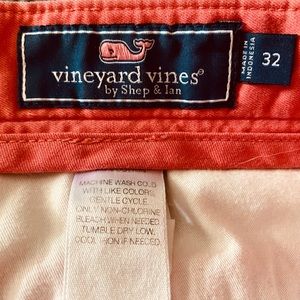 vineyard vines®
by Shep & Ian
MADE IN
INDONESIA
32
MACHINE WASH COLD
WITH LIKE COLORS,
GENTLE CYCLE.
ONLY NON-CHLORINE
BLEACH WHEN NEEDED.
TUMBLE DRY LOW.
COOL IRON IF NEEDED.